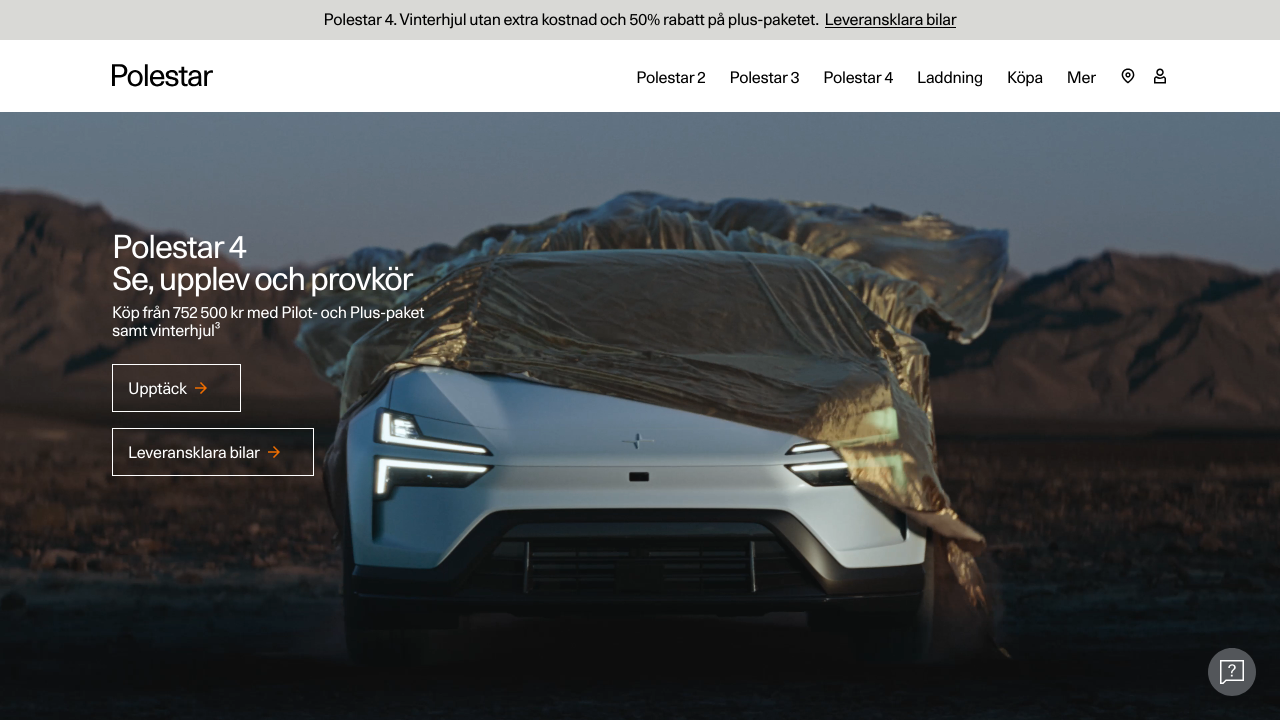 Polestar 4. Vinterhjul utan extra kostnad och 50% rabatt på plus-paketet. Leveransklara bilar
Polestar
Polestar 2 Polestar 3 Polestar 4 Laddning Köpa Mer
Polestar 4
Se, upplev och provkör
Köp från 752 500 kr med Pilot- och Plus-paket
samt vinterhjul³
Upptäck →
Leveransklara bilar →
?